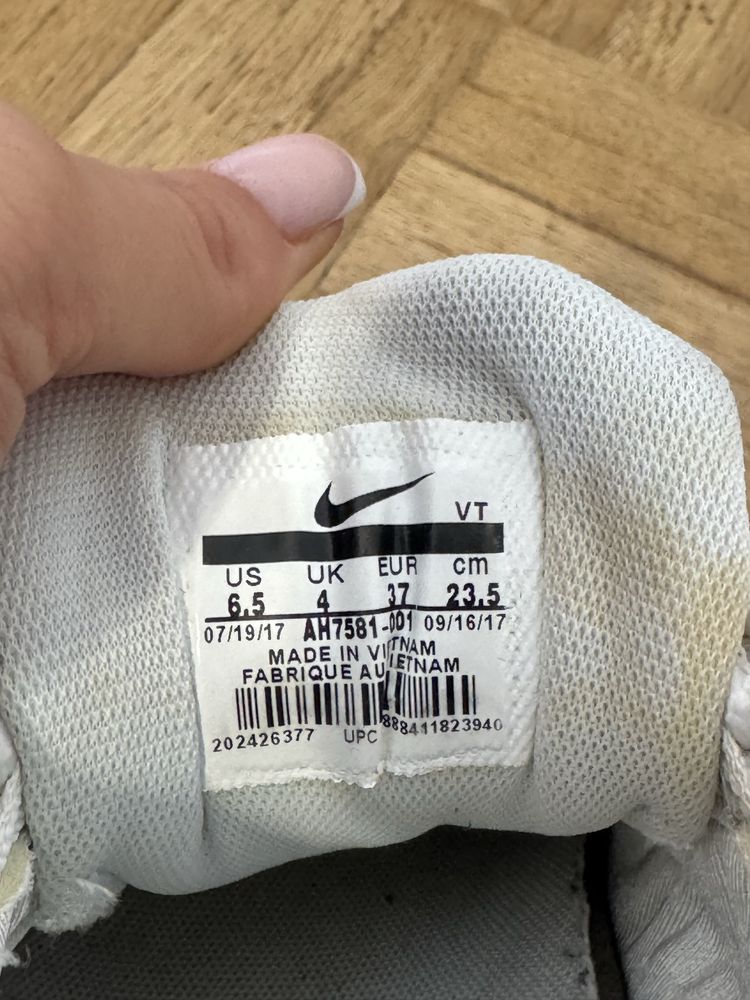 VT
US UK EUR cm
6.5 4 37 23.5
07/19/17 AH7581-001 09/16/17
MADE IN VIETNAM
FABRIQUE AU VIETNAM
202426377 UPC 888411823940